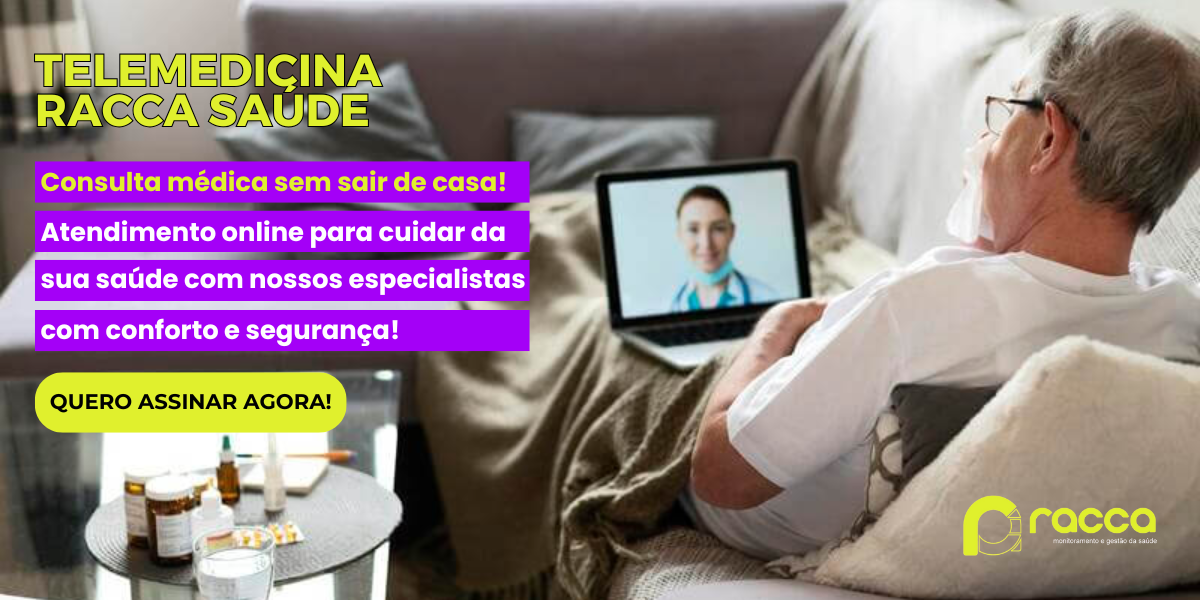 TELEMEDICINA
RACCA SAÚDE
Consulta médica sem sair de casa!
Atendimento online para cuidar da
sua saúde com nossos especialistas
com conforto e segurança!
QUERO ASSINAR AGORA!
racca
monitoramento e gestão da saúde